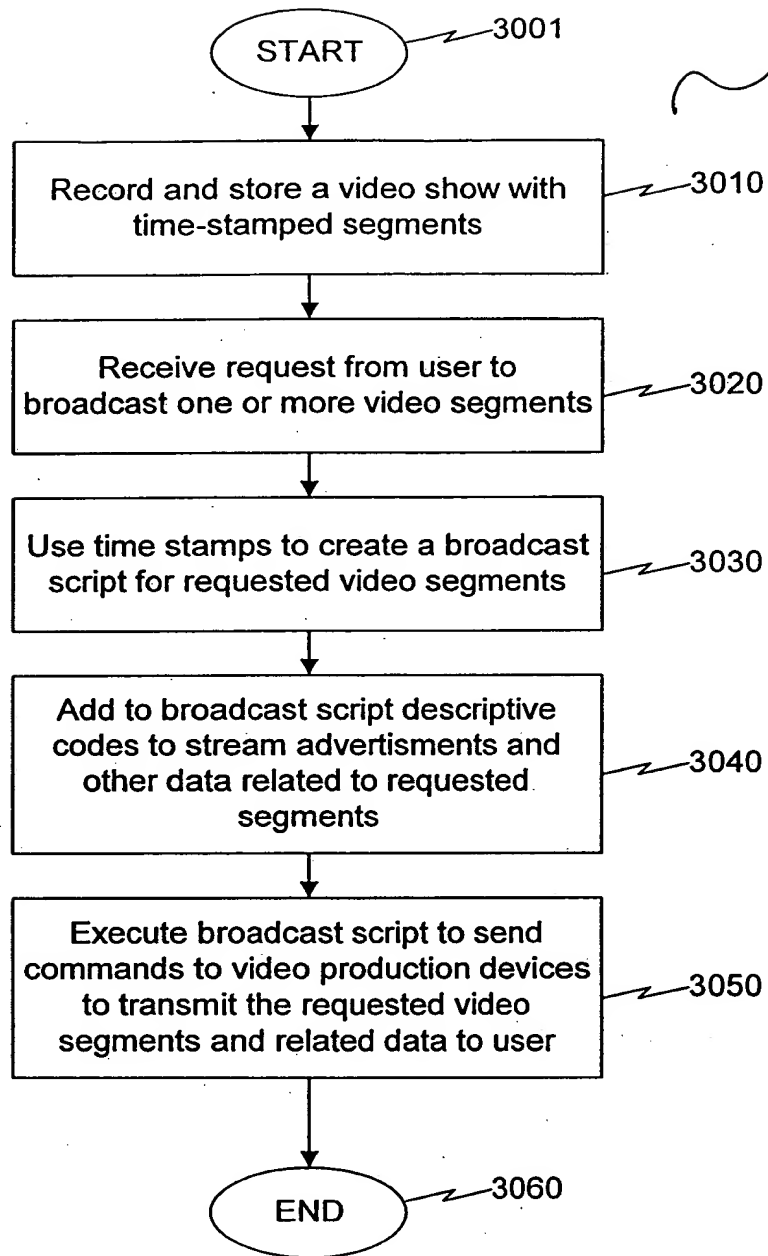 START
3001
Record and store a video show with
time-stamped segments
3010
Receive request from user to
broadcast one or more video segments
3020
Use time stamps to create a broadcast
script for requested video segments
3030
Add to broadcast script descriptive
codes to stream advertisments and
other data related to requested
segments
3040
Execute broadcast script to send
commands to video production devices
to transmit the requested video
segments and related data to user
3050
END
3060